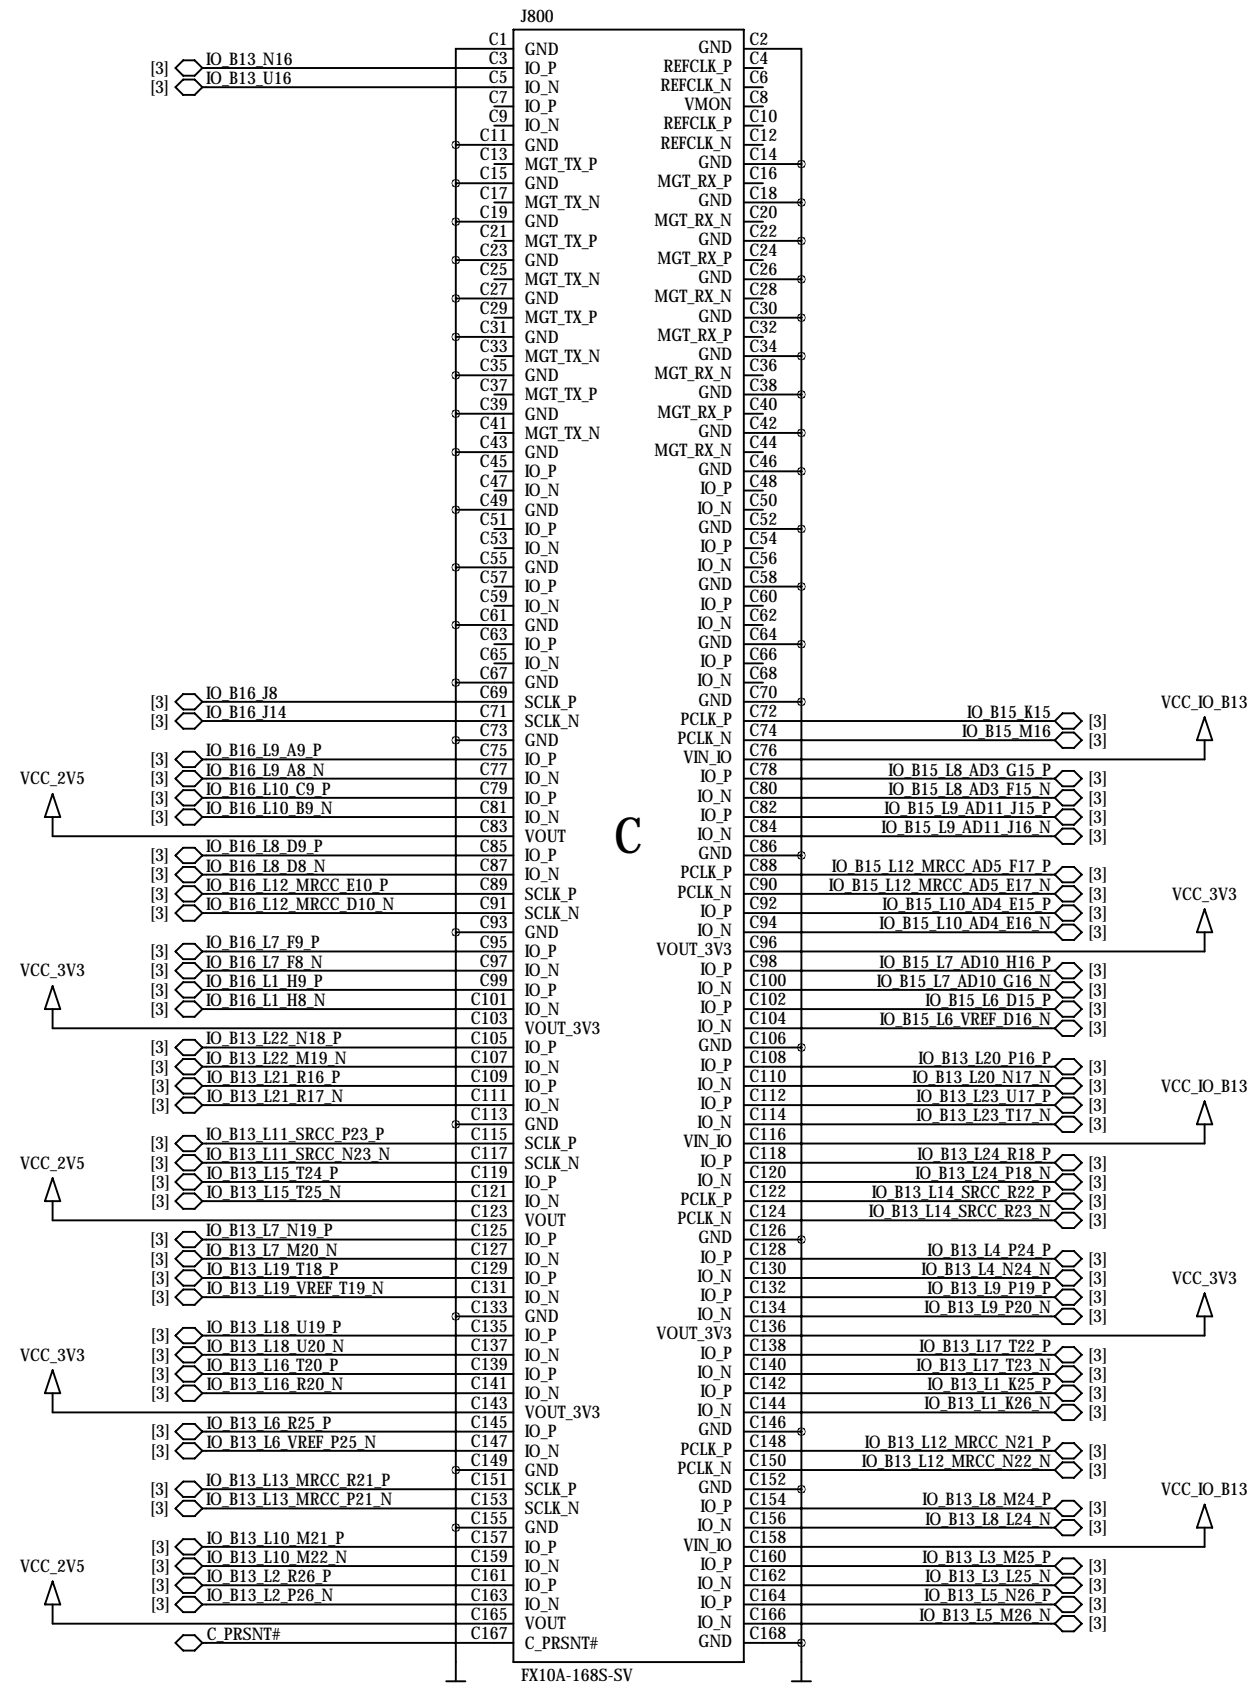 J800
C1 GND GND C2
[3] IO_B13_N16 C3 IO_P REFCLK_P C4
[3] IO_B13_U16 C5 IO_N REFCLK_N C6
C7 IO_P VMON C8
C9 IO_N REFCLK_P C10
C11 GND REFCLK_N C12
C13 MGT_TX_P GND C14
C15 GND MGT_RX_P C16
C17 MGT_TX_N GND C18
C19 GND MGT_RX_N C20
C21 MGT_TX_P GND C22
C23 GND MGT_RX_P C24
C25 MGT_TX_N GND C26
C27 GND MGT_RX_N C28
C29 MGT_TX_P GND C30
C31 GND MGT_RX_P C32
C33 MGT_TX_N GND C34
C35 GND MGT_RX_N C36
C37 MGT_TX_P GND C38
C39 GND MGT_RX_P C40
C41 MGT_TX_N GND C42
C43 GND MGT_RX_N C44
C45 IO_P GND C46
C47 IO_N IO_P C48
C49 GND IO_N C50
C51 IO_P GND C52
C53 IO_N IO_P C54
C55 GND IO_N C56
C57 IO_P GND C58
C59 IO_N IO_P C60
C61 GND IO_N C62
C63 IO_P GND C64
C65 IO_N IO_P C66
C67 GND IO_N C68
[3] IO_B16_J8 C69 SCLK_P GND C70 VCC_IO_B13
[3] IO_B16_J14 C71 SCLK_N PCLK_P C72 IO_B15_K15 [3]
C73 GND PCLK_N C74 IO_B15_M16 [3]
[3] IO_B16_L9_A9_P C75 IO_P VIN_IO C76
VCC_2V5 [3] IO_B16_L9_A8_N C77 IO_N IO_P C78 IO_B15_L8_AD3_G15_P [3]
[3] IO_B16_L10_C9_P C79 IO_P IO_N C80 IO_B15_L8_AD3_F15_N [3]
[3] IO_B16_L10_B9_N C81 IO_N IO_P C82 IO_B15_L9_AD11_J15_P [3]
C83 VOUT C IO_N C84 IO_B15_L9_AD11_J16_N [3]
[3] IO_B16_L8_D9_P C85 IO_P GND C86
[3] IO_B16_L8_D8_N C87 IO_N PCLK_P C88 IO_B15_L12_MRCC_AD5_F17_P [3]
[3] IO_B16_L12_MRCC_E10_P C89 SCLK_P PCLK_N C90 IO_B15_L12_MRCC_AD5_E17_N [3] VCC_3V3
[3] IO_B16_L12_MRCC_D10_N C91 SCLK_N IO_P C92 IO_B15_L10_AD4_E15_P [3]
C93 GND IO_N C94 IO_B15_L10_AD4_E16_N [3]
[3] IO_B16_L7_F9_P C95 IO_P VOUT_3V3 C96
VCC_3V3 [3] IO_B16_L7_F8_N C97 IO_N IO_P C98 IO_B15_L7_AD10_H16_P [3]
[3] IO_B16_L1_H9_P C99 IO_P IO_N C100 IO_B15_L7_AD10_G16_N [3]
[3] IO_B16_L1_H8_N C101 IO_N IO_P C102 IO_B15_L6_D15_P [3]
C103 VOUT_3V3 IO_N C104 IO_B15_L6_VREF_D16_N [3]
[3] IO_B13_L22_N18_P C105 IO_P GND C106
[3] IO_B13_L22_M19_N C107 IO_N IO_P C108 IO_B13_L20_P16_P [3]
[3] IO_B13_L21_R16_P C109 IO_P IO_N C110 IO_B13_L20_N17_N [3] VCC_IO_B13
[3] IO_B13_L21_R17_N C111 IO_N IO_P C112 IO_B13_L23_U17_P [3]
C113 GND IO_N C114 IO_B13_L23_T17_N [3]
[3] IO_B13_L11_SRCC_P23_P C115 SCLK_P VIN_IO C116
VCC_2V5 [3] IO_B13_L11_SRCC_N23_N C117 SCLK_N IO_P C118 IO_B13_L24_R18_P [3]
[3] IO_B13_L15_T24_P C119 IO_P IO_N C120 IO_B13_L24_P18_N [3]
[3] IO_B13_L15_T25_N C121 IO_N PCLK_P C122 IO_B13_L14_SRCC_R22_P [3]
C123 VOUT PCLK_N C124 IO_B13_L14_SRCC_R23_N [3]
[3] IO_B13_L7_N19_P C125 IO_P GND C126
[3] IO_B13_L7_M20_N C127 IO_N IO_P C128 IO_B13_L4_P24_P [3]
[3] IO_B13_L19_T18_P C129 IO_P IO_N C130 IO_B13_L4_N24_N [3] VCC_3V3
[3] IO_B13_L19_VREF_T19_N C131 IO_N IO_P C132 IO_B13_L9_P19_P [3]
C133 GND IO_N C134 IO_B13_L9_P20_N [3]
[3] IO_B13_L18_U19_P C135 IO_P VOUT_3V3 C136
VCC_3V3 [3] IO_B13_L18_U20_N C137 IO_N IO_P C138 IO_B13_L17_T22_P [3]
[3] IO_B13_L16_T20_P C139 IO_P IO_N C140 IO_B13_L17_T23_N [3]
[3] IO_B13_L16_R20_N C141 IO_N IO_P C142 IO_B13_L1_K25_P [3]
C143 VOUT_3V3 IO_N C144 IO_B13_L1_K26_N [3]
[3] IO_B13_L6_R25_P C145 IO_P GND C146
[3] IO_B13_L6_VREF_P25_N C147 IO_N PCLK_P C148 IO_B13_L12_MRCC_N21_P [3]
C149 GND PCLK_N C150 IO_B13_L12_MRCC_N22_N [3]
[3] IO_B13_L13_MRCC_R21_P C151 SCLK_P GND C152 VCC_IO_B13
[3] IO_B13_L13_MRCC_P21_N C153 SCLK_N IO_P C154 IO_B13_L8_M24_P [3]
C155 GND IO_N C156 IO_B13_L8_L24_N [3]
[3] IO_B13_L10_M21_P C157 IO_P VIN_IO C158
VCC_2V5 [3] IO_B13_L10_M22_N C159 IO_N IO_P C160 IO_B13_L3_M25_P [3]
[3] IO_B13_L2_R26_P C161 IO_P IO_N C162 IO_B13_L3_L25_N [3]
[3] IO_B13_L2_P26_N C163 IO_N IO_P C164 IO_B13_L5_N26_P [3]
C165 VOUT IO_N C166 IO_B13_L5_M26_N [3]
C_PRSNT# C167 C_PRSNT# GND C168
FX10A-168S-SV